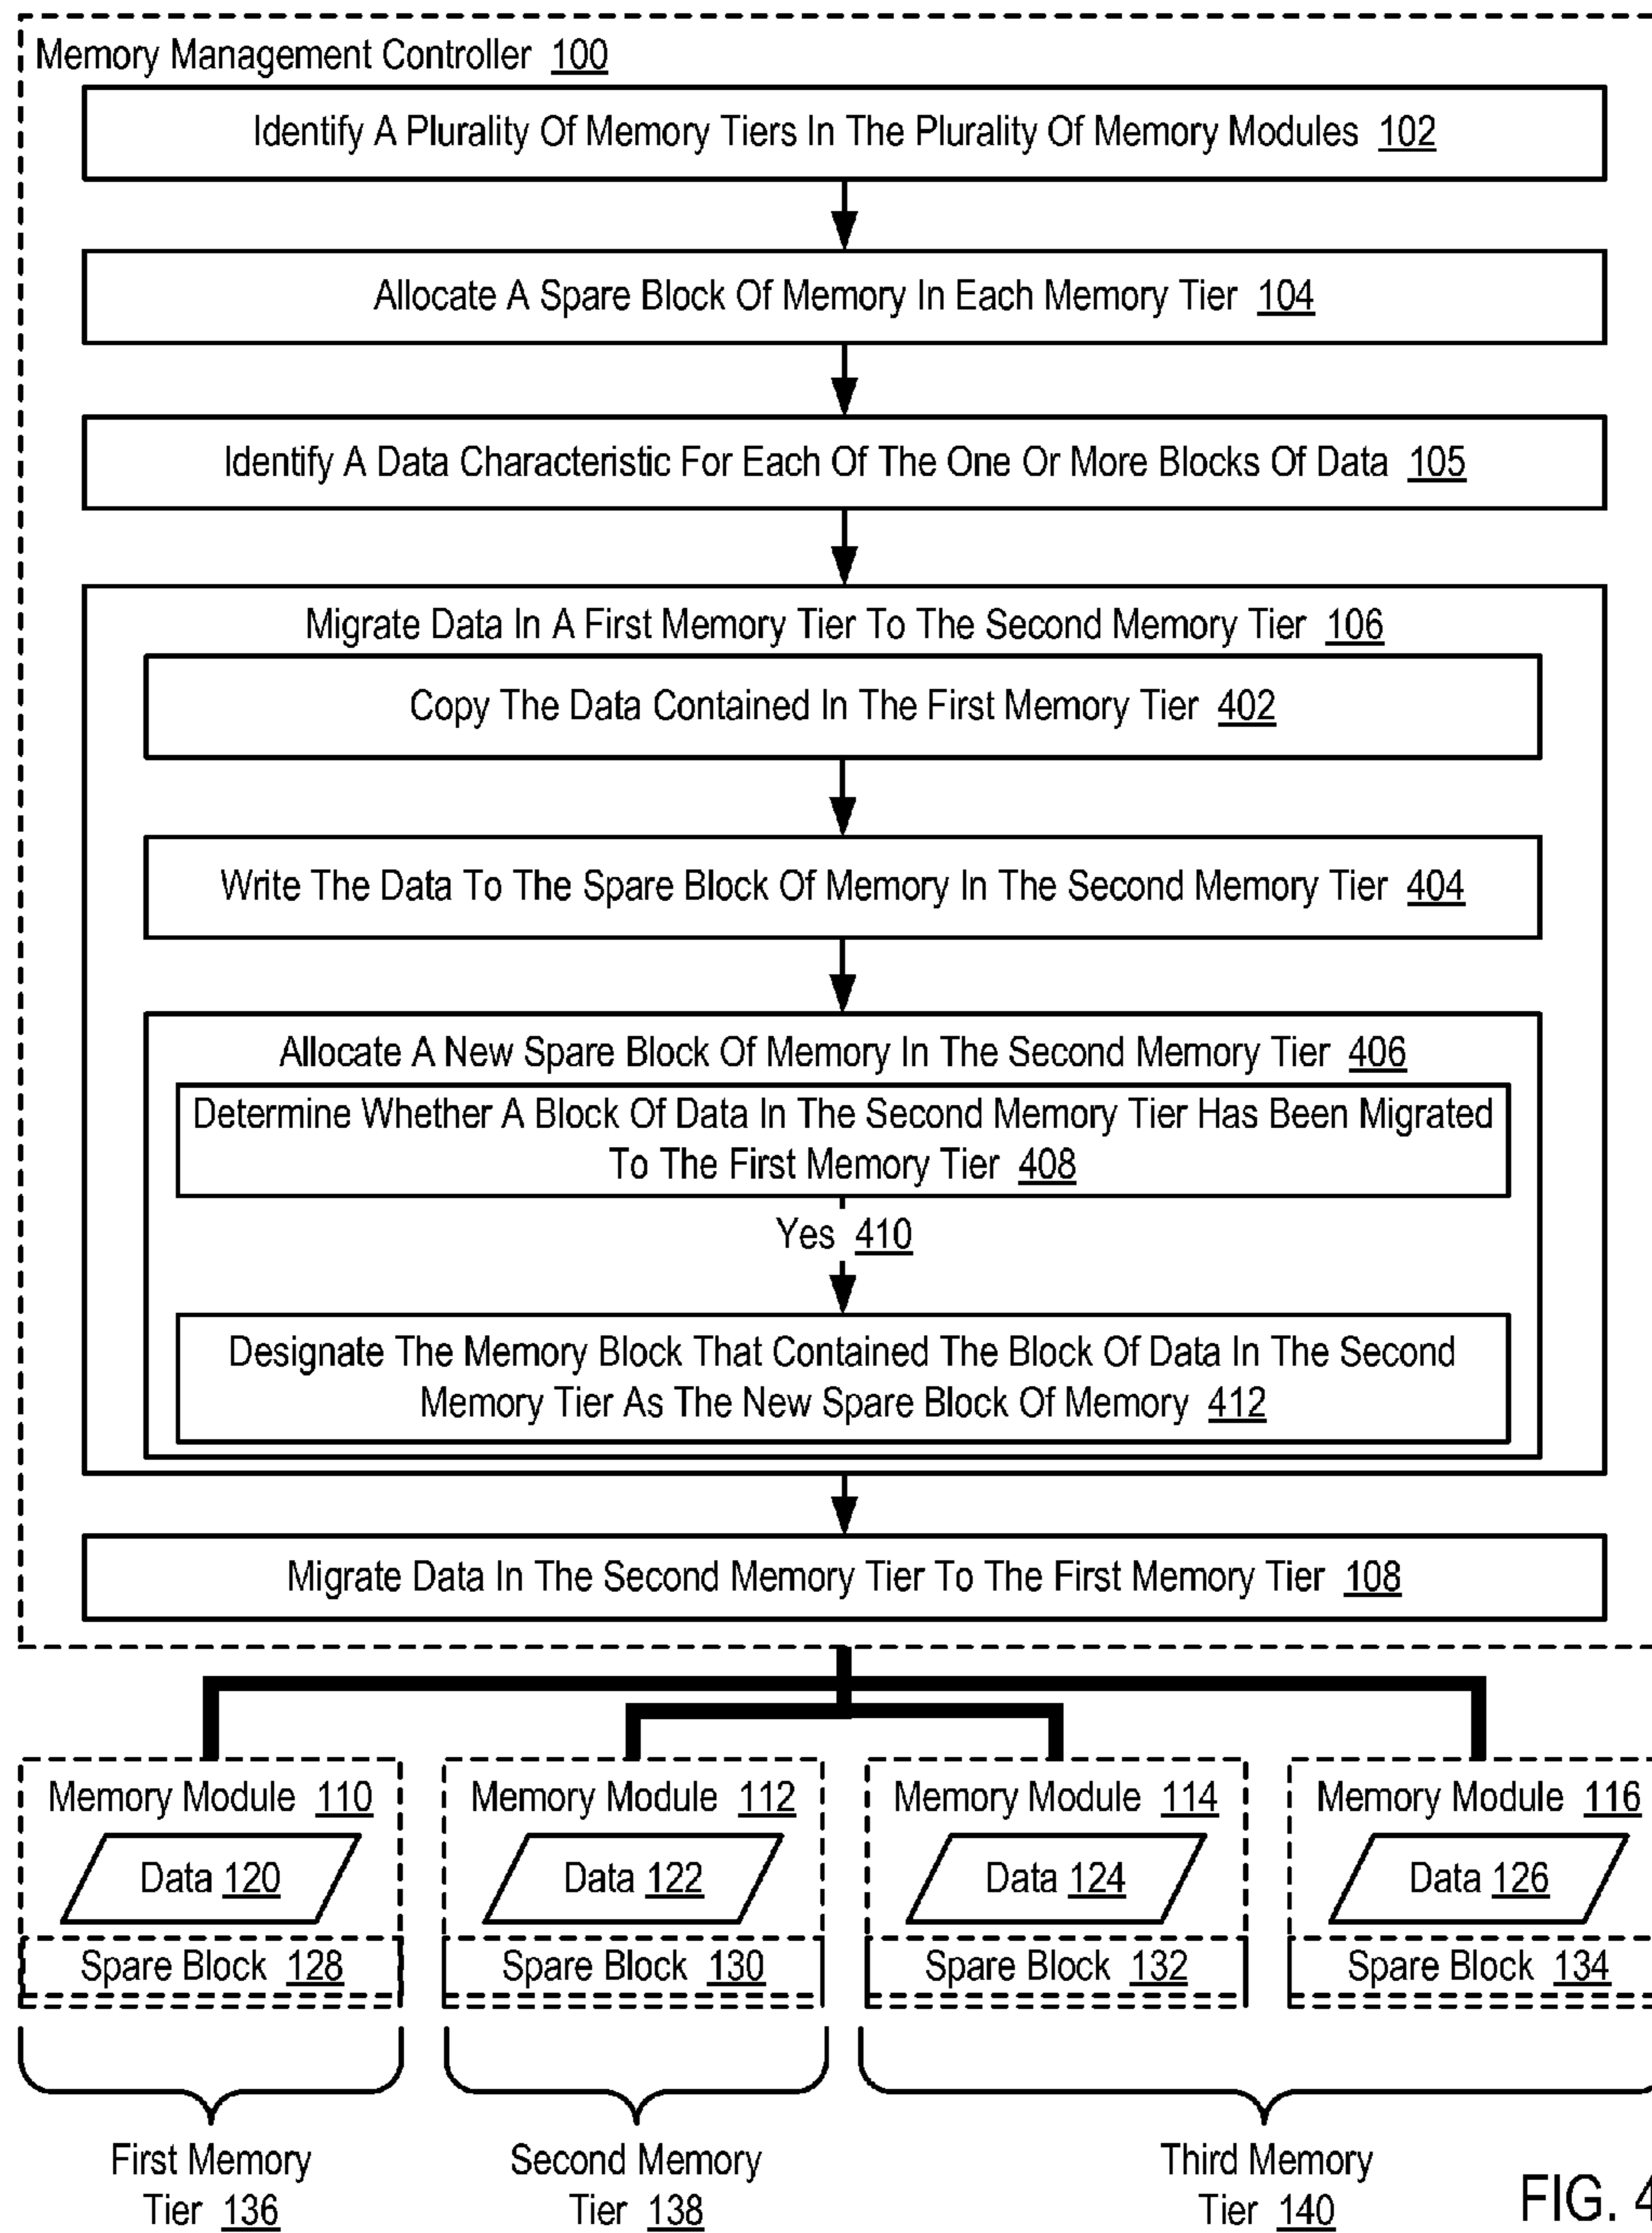 Memory Management Controller 100
Identify A Plurality Of Memory Tiers In The Plurality Of Memory Modules 102
Allocate A Spare Block Of Memory In Each Memory Tier 104
Identify A Data Characteristic For Each Of The One Or More Blocks Of Data 105
Migrate Data In A First Memory Tier To The Second Memory Tier 106
Copy The Data Contained In The First Memory Tier 402
Write The Data To The Spare Block Of Memory In The Second Memory Tier 404
Allocate A New Spare Block Of Memory In The Second Memory Tier 406
Determine Whether A Block Of Data In The Second Memory Tier Has Been Migrated
To The First Memory Tier 408
Yes 410
Designate The Memory Block That Contained The Block Of Data In The Second
Memory Tier As The New Spare Block Of Memory 412
Migrate Data In The Second Memory Tier To The First Memory Tier 108
Memory Module 110
Data 120
Spare Block 128
Memory Module 112
Data 122
Spare Block 130
Memory Module 114
Data 124
Spare Block 132
Memory Module 116
Data 126
Spare Block 134
First Memory
Tier 136
Second Memory
Tier 138
Third Memory
Tier 140
FIG. 4